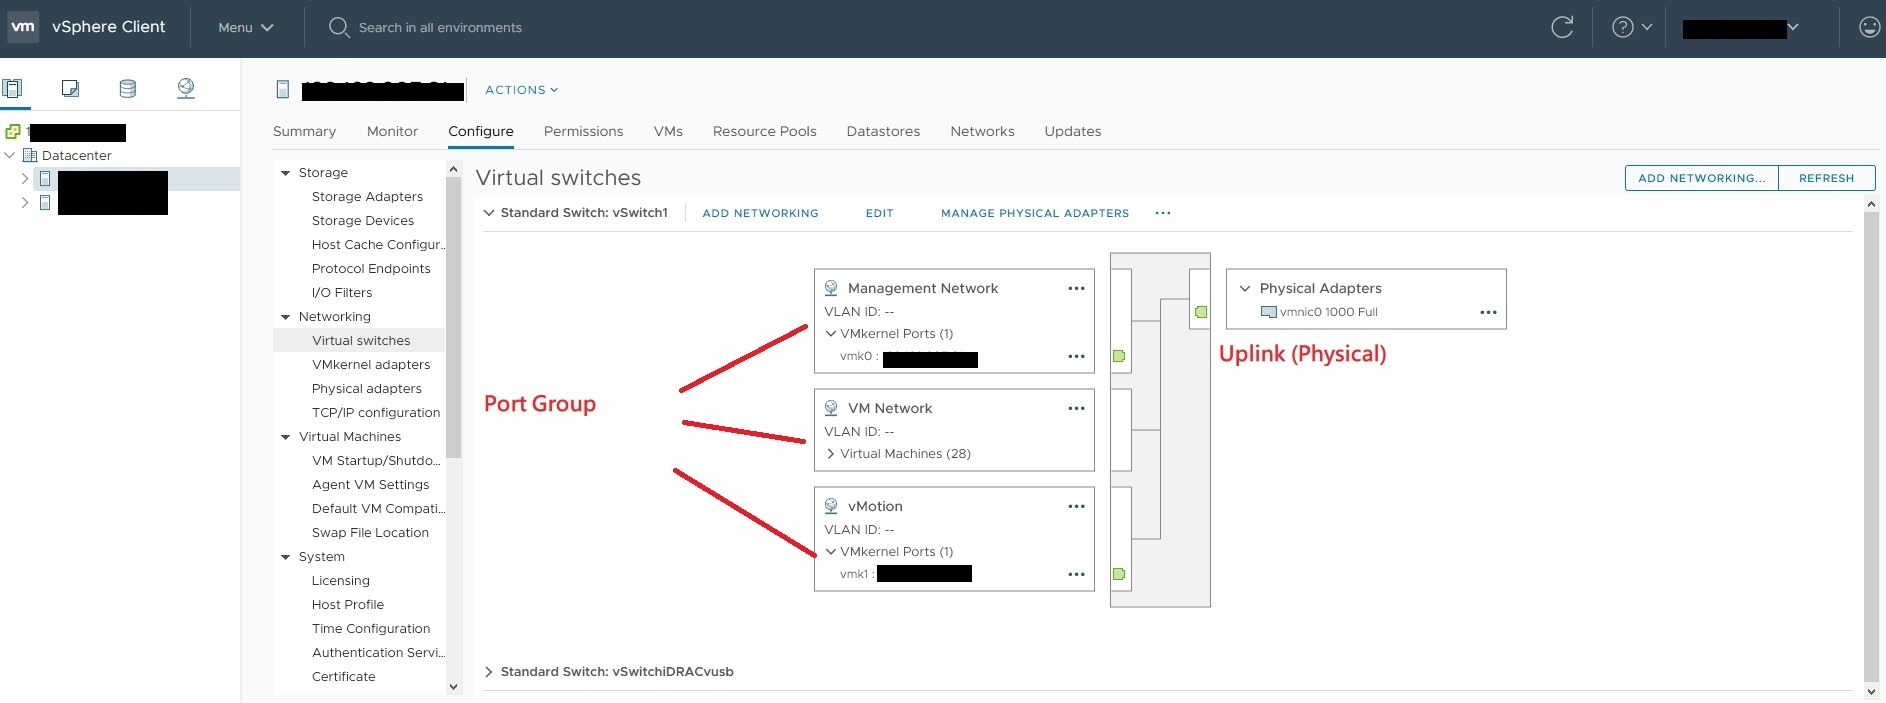 vm vSphere Client Menu Search in all environments
ACTIONS
Summary Monitor Configure Permissions VMs Resource Pools Datastores Networks Updates
Datacenter
Storage
Storage Adapters
Storage Devices
Host Cache Configur..
Protocol Endpoints
I/O Filters
Networking
Virtual switches
VMkernel adapters
Physical adapters
TCP/IP configuration
Virtual Machines
VM Startup/Shutdo...
Agent VM Settings
Default VM Compati...
Swap File Location
System
Licensing
Host Profile
Time Configuration
Authentication Servi...
Certificate
Virtual switches
ADD NETWORKING... REFRESH
Standard Switch: vSwitch1 ADD NETWORKING EDIT MANAGE PHYSICAL ADAPTERS ...
Port Group
Management Network ...
VLAN ID: --
VMkernel Ports (1)
vmk0 : ...
VM Network ...
VLAN ID: --
Virtual Machines (28)
vMotion ...
VLAN ID: --
VMkernel Ports (1)
vmk1 : ...
Physical Adapters
vmnic0 1000 Full ...
Uplink (Physical)
Standard Switch: vSwitchiDRACvusb